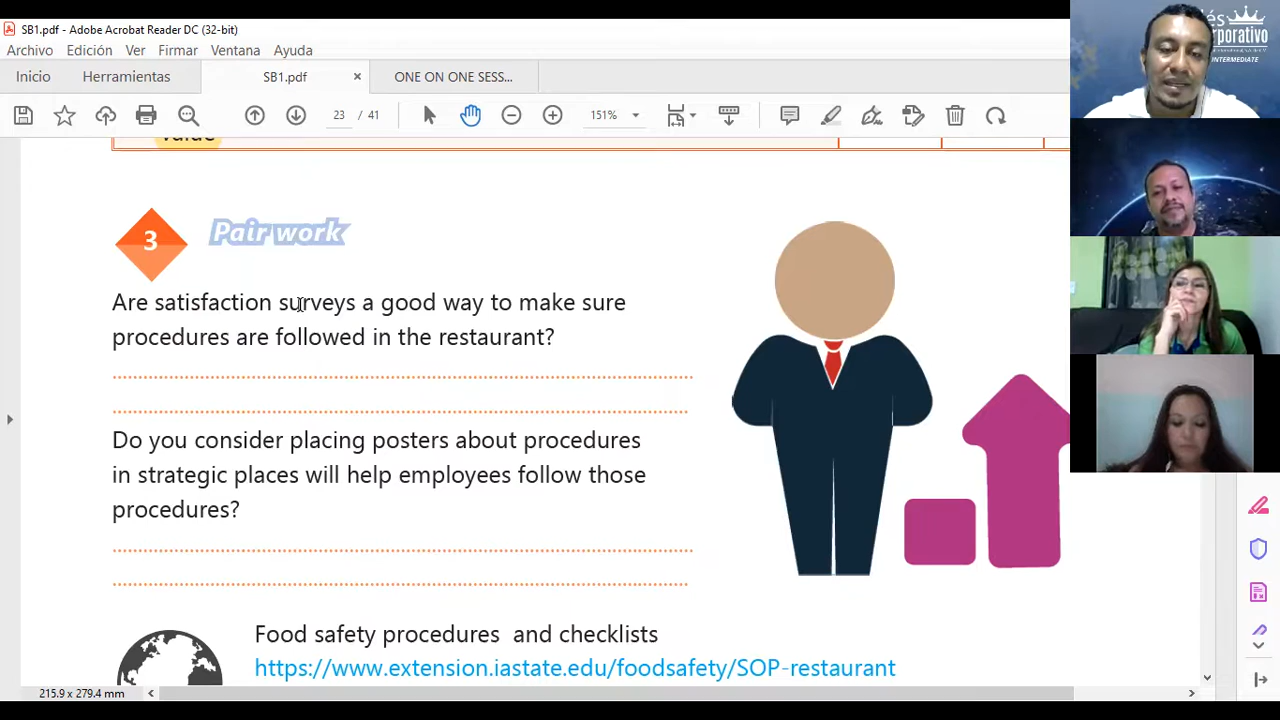 SB1.pdf - Adobe Acrobat Reader DC (32-bit)
Archivo Edición Ver Firmar Ventana Ayuda
Inicio Herramientas SB1.pdf × ONE ON ONE SESS...
23 / 41 151%
value
3 Pair work
Are satisfaction surveys a good way to make sure
procedures are followed in the restaurant?
Do you consider placing posters about procedures
in strategic places will help employees follow those
procedures?
Food safety procedures and checklists
https://www.extension.iastate.edu/foodsafety/SOP-restaurant
215.9 x 279.4 mm
és
rporativo
INTERMEDIATE